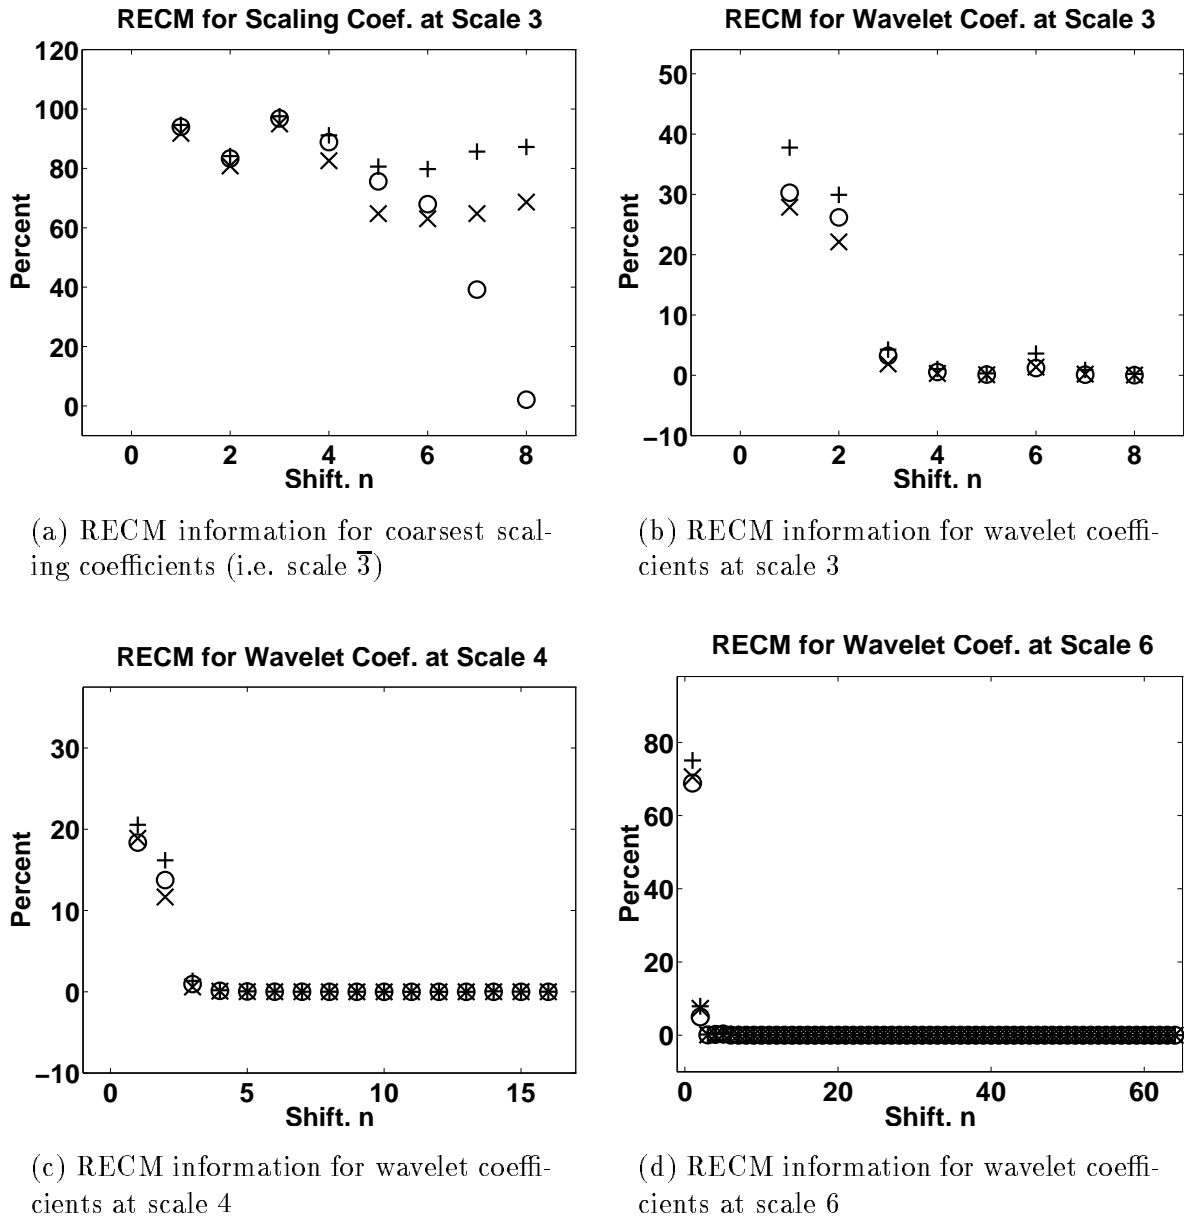 RECM for Scaling Coef. at Scale 3
120
100
80
60
40
20
0
Percent
0 2 4 6 8
Shift. n
(a) RECM information for coarsest scal-
ing coefficients (i.e. scale 3̅)
RECM for Wavelet Coef. at Scale 3
50
40
30
20
10
0
−10
Percent
0 2 4 6 8
Shift. n
(b) RECM information for wavelet coeffi-
cients at scale 3
RECM for Wavelet Coef. at Scale 4
30
20
10
0
−10
Percent
0 5 10 15
Shift. n
(c) RECM information for wavelet coeffi-
cients at scale 4
RECM for Wavelet Coef. at Scale 6
80
60
40
20
0
Percent
0 20 40 60
Shift. n
(d) RECM information for wavelet coeffi-
cients at scale 6